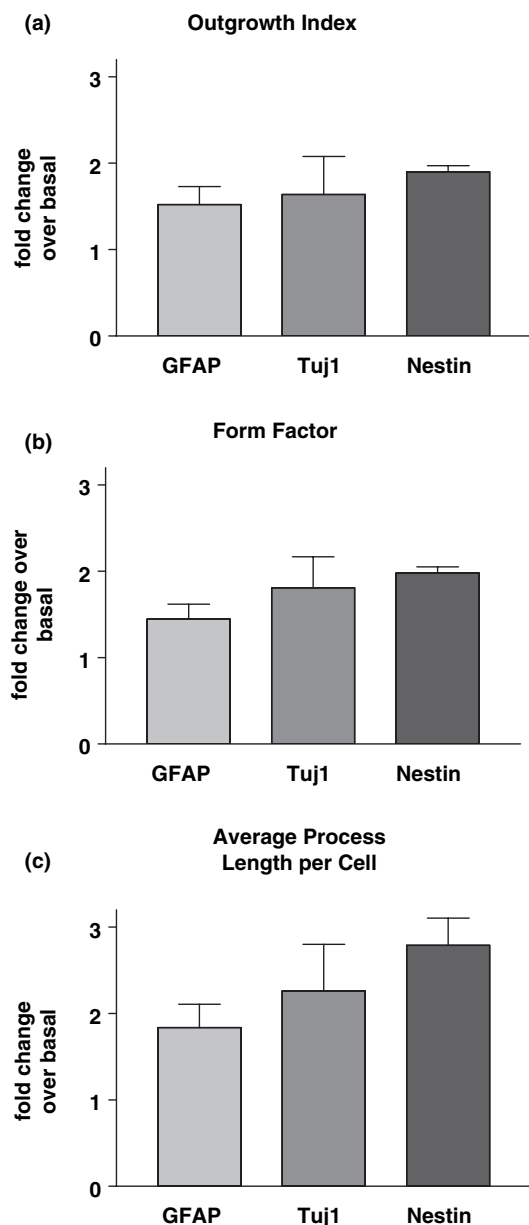 (a)
Outgrowth Index
3
2
1
0
fold change
over basal
GFAP Tuj1 Nestin
(b)
Form Factor
3
2
1
0
fold change over
basal
GFAP Tuj1 Nestin
(c)
Average Process
Length per Cell
3
2
1
0
fold change
over basal
GFAP Tuj1 Nestin